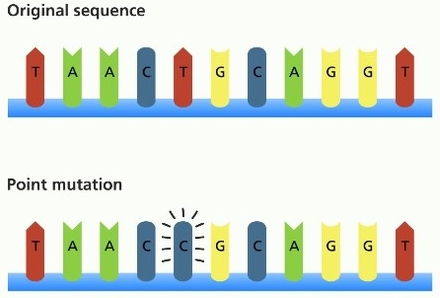 Original sequence
T A A C T G C A G G T
Point mutation
T A A C C G C A G G T